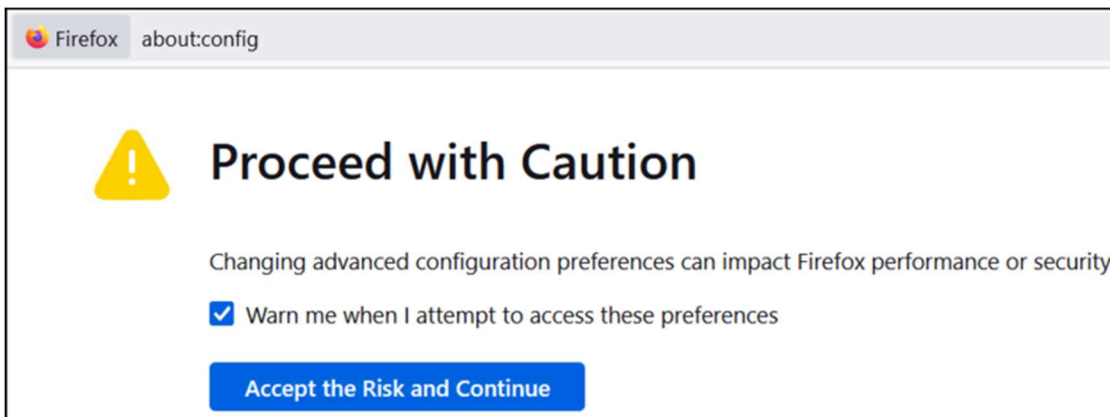 Firefox about:config
Proceed with Caution
Changing advanced configuration preferences can impact Firefox performance or security
Warn me when I attempt to access these preferences
Accept the Risk and Continue